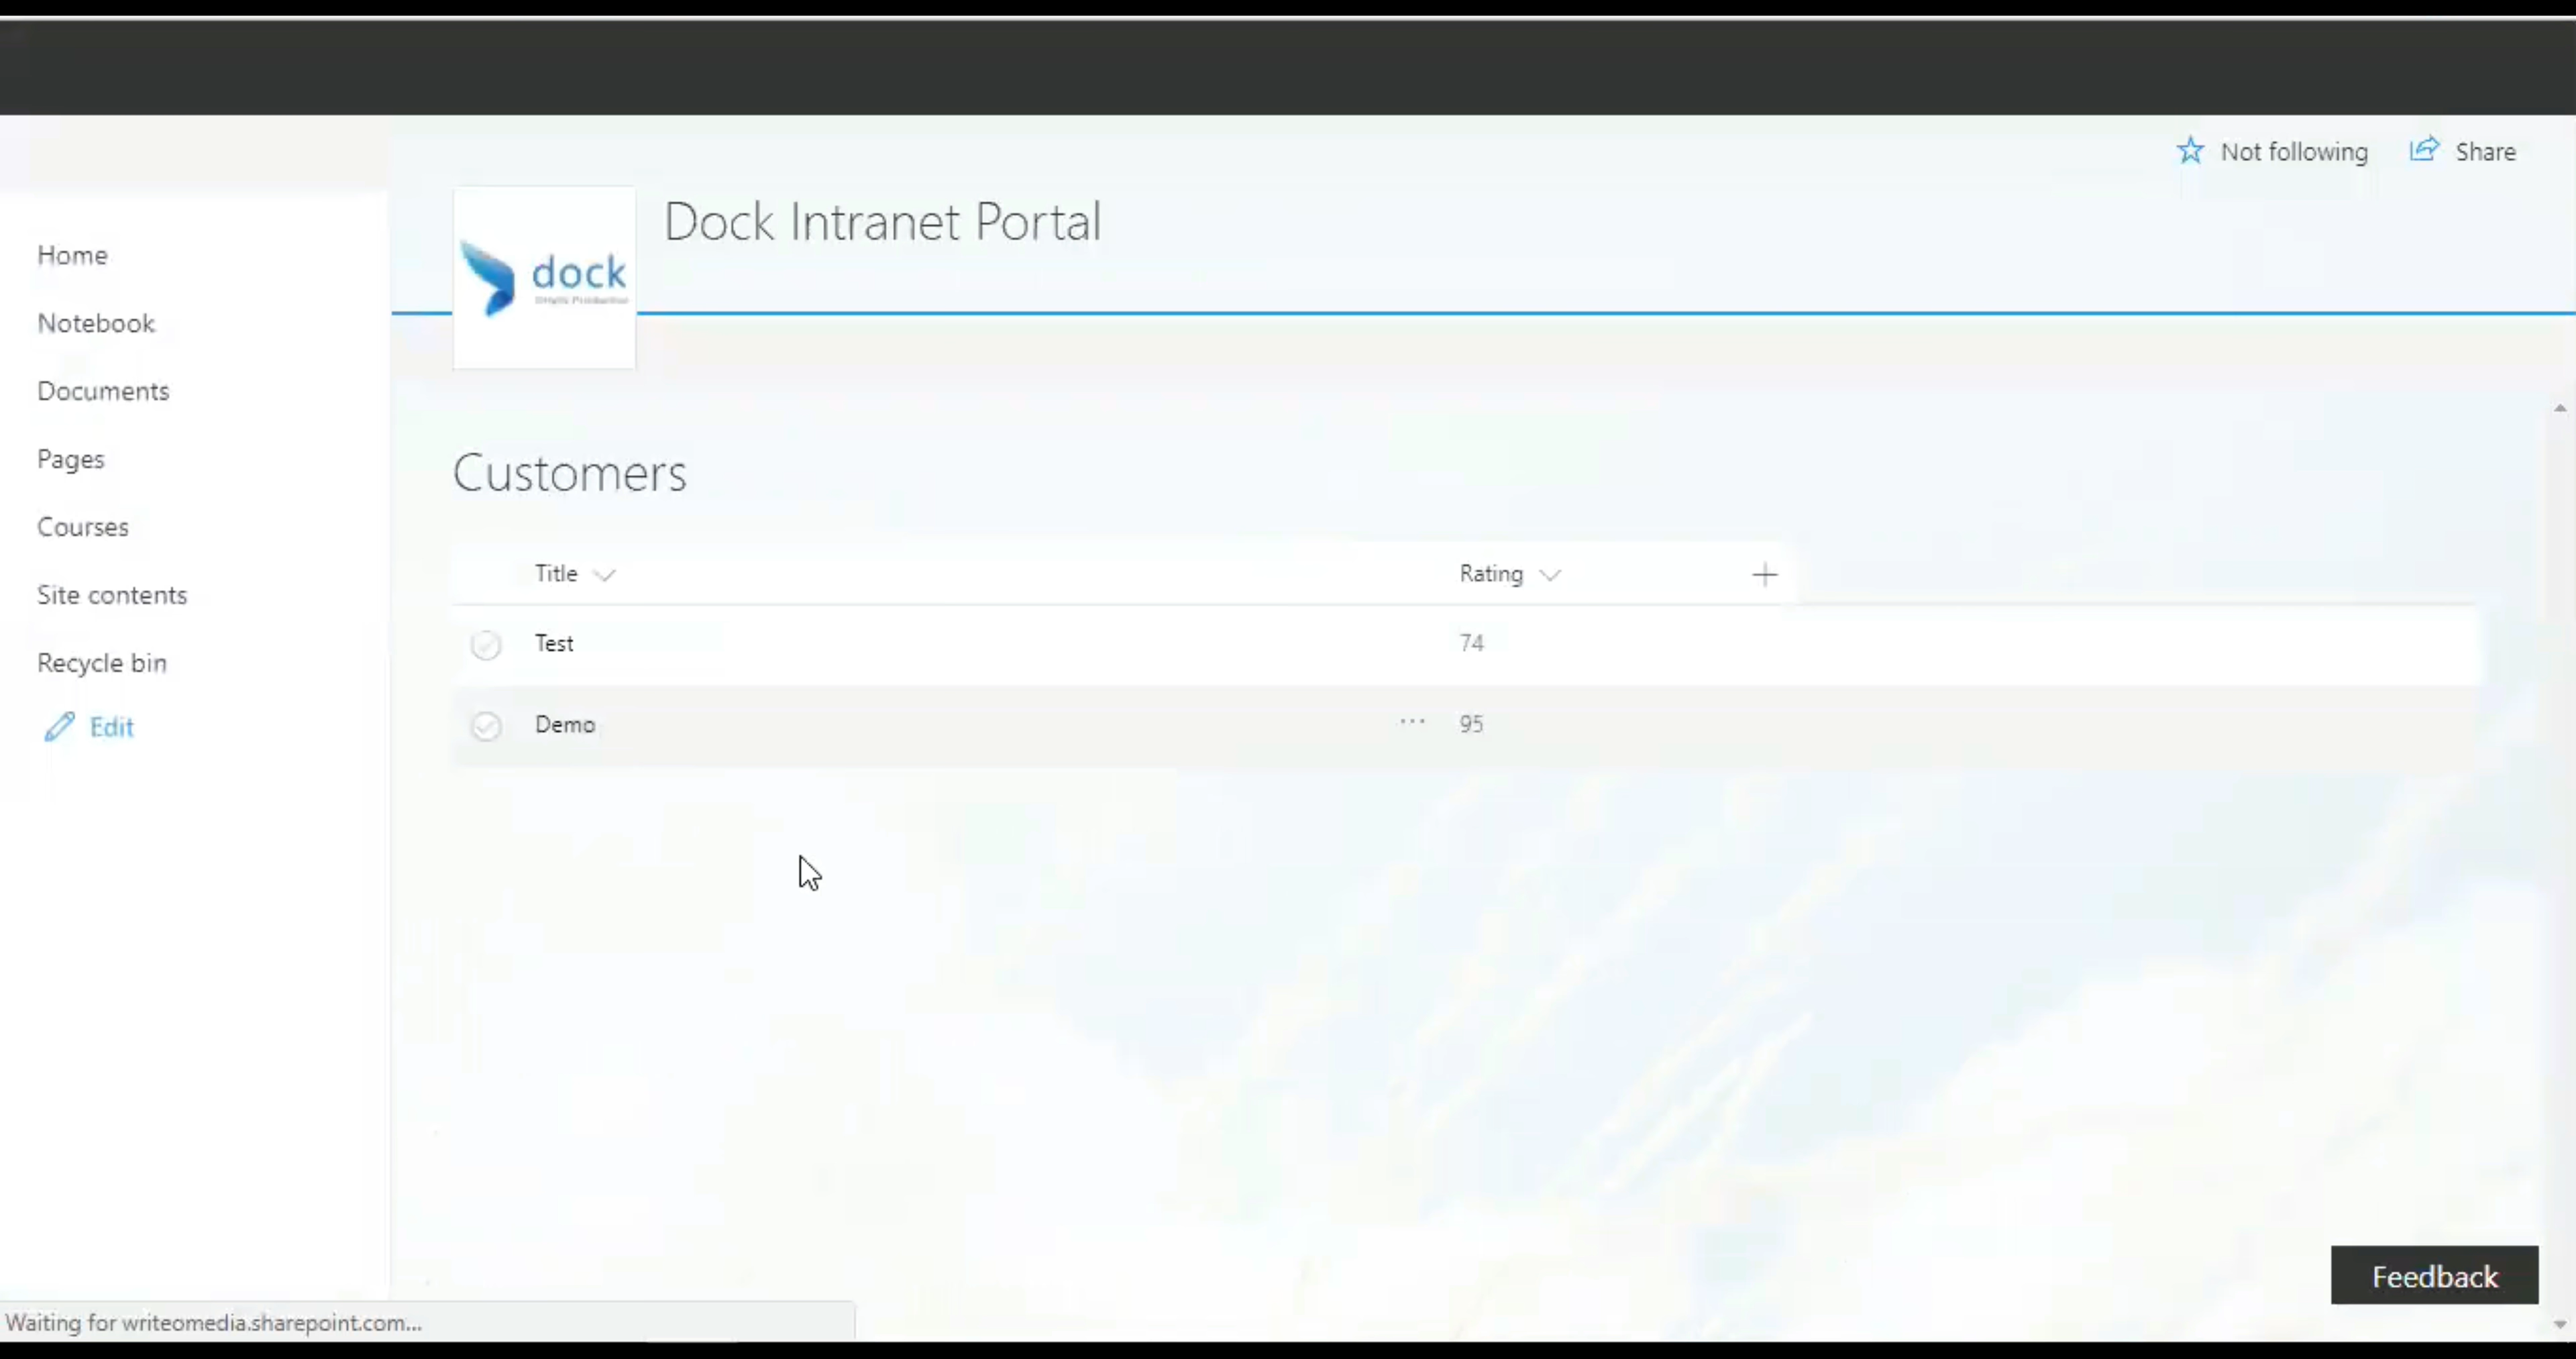 Not following
Share
Dock Intranet Portal
dock
Home
Notebook
Documents
Pages
Courses
Site contents
Recycle bin
Edit
Customers
Title Rating
Test 74
Demo ... 95
Feedback
Waiting for writeomedia.sharepoint.com...